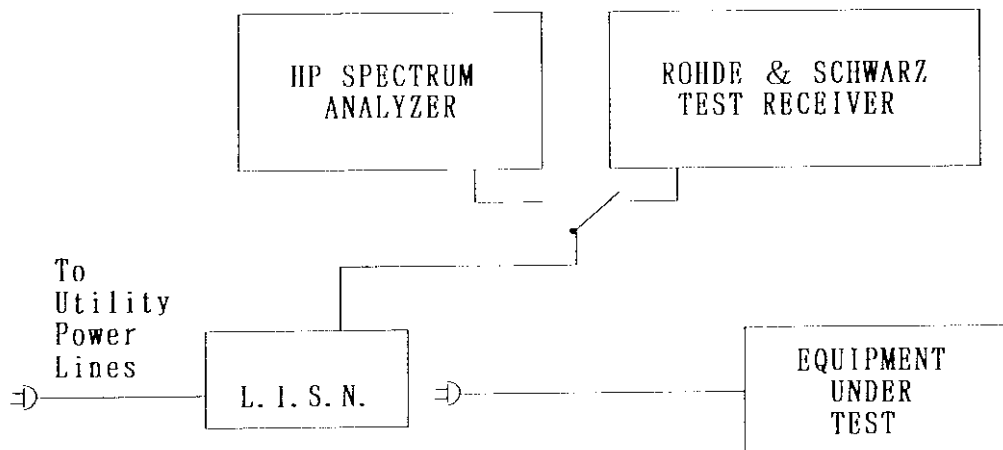 HP SPECTRUM
ANALYZER
ROHDE & SCHWARZ
TEST RECEIVER
To
Utility
Power
Lines
L. I. S. N.
EQUIPMENT
UNDER
TEST